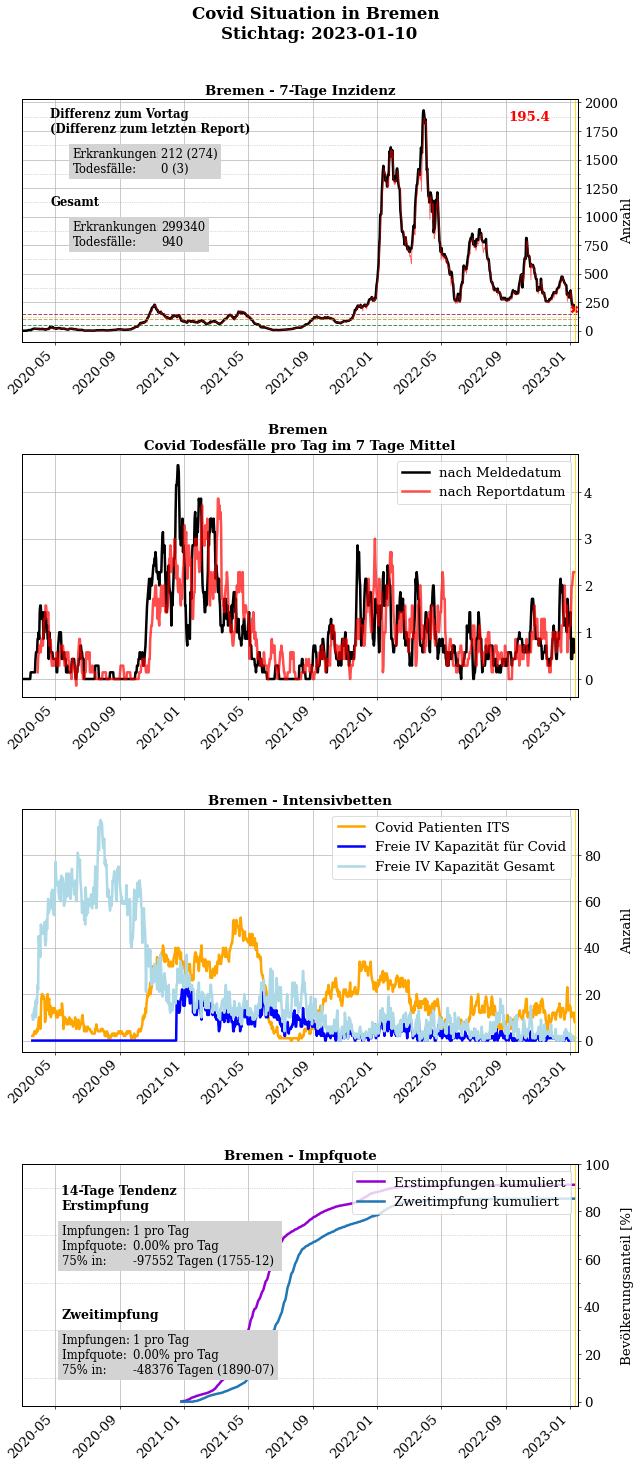 Covid Situation in Bremen
Stichtag: 2023-01-10
Bremen - 7-Tage Inzidenz
Differenz zum Vortag
(Differenz zum letzten Report)
Erkrankungen 212 (274)
Todesfälle: 0 (3)
Gesamt
Erkrankungen 299340
Todesfälle: 940
195.4
2000
1750
1500
1250
1000
750
500
250
0
Anzahl
2020-05
2020-09
2021-01
2021-05
2021-09
2022-01
2022-05
2022-09
2023-01
Bremen
Covid Todesfälle pro Tag im 7 Tage Mittel
nach Meldedatum
nach Reportdatum
4
3
2
1
0
2020-05
2020-09
2021-01
2021-05
2021-09
2022-01
2022-05
2022-09
2023-01
Bremen - Intensivbetten
Covid Patienten ITS
Freie IV Kapazität für Covid
Freie IV Kapazität Gesamt
80
60
40
20
0
Anzahl
2020-05
2020-09
2021-01
2021-05
2021-09
2022-01
2022-05
2022-09
2023-01
Bremen - Impfquote
14-Tage Tendenz
Erstimpfung
Impfungen: 1 pro Tag
Impfquote: 0.00% pro Tag
75% in: -97552 Tagen (1755-12)
Zweitimpfung
Impfungen: 1 pro Tag
Impfquote: 0.00% pro Tag
75% in: -48376 Tagen (1890-07)
Erstimpfungen kumuliert
Zweitimpfung kumuliert
100
80
60
40
20
0
Bevölkerungsanteil [%]
2020-05
2020-09
2021-01
2021-05
2021-09
2022-01
2022-05
2022-09
2023-01